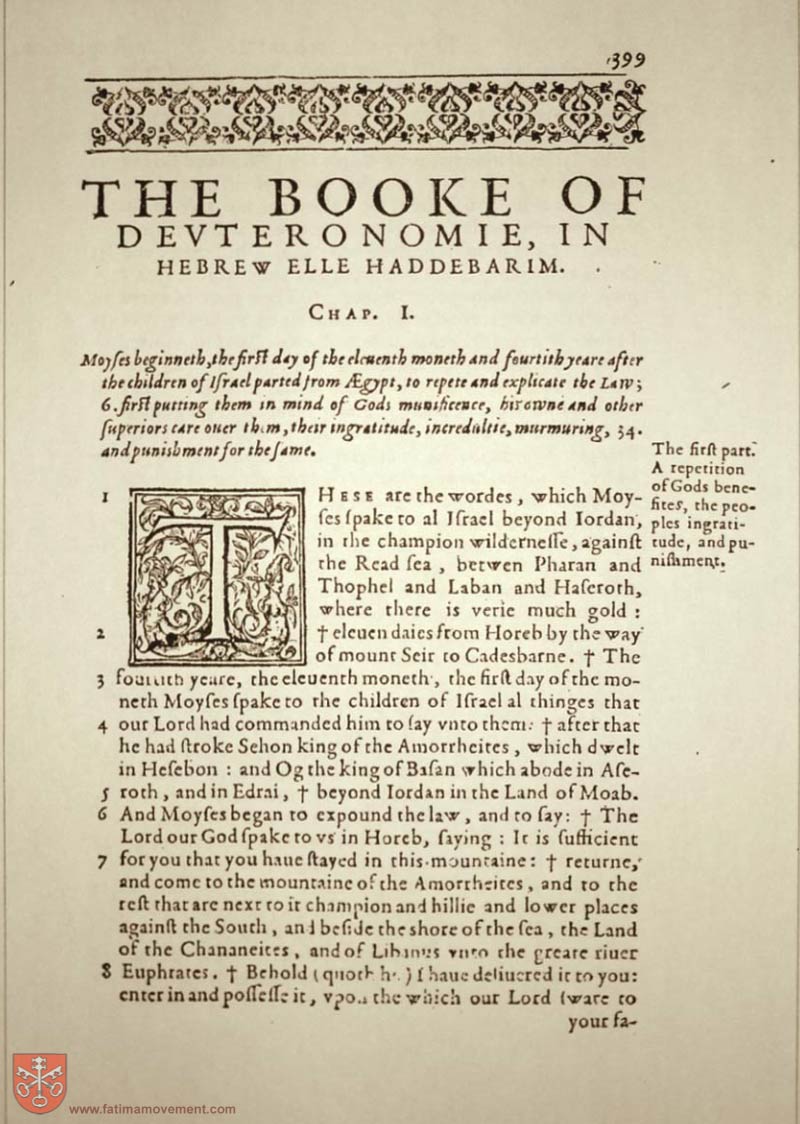 399
THE BOOKE OF
DEVTERONOMIE, IN
HEBREW ELLE HADDEBARIM.
CHAP. I.
Moyſes beginneth, the firſt day of the eleuenth moneth and fourtith yeare after
the children of Iſrael parted from Ægypt, to repete and explicate the Law;
6. firſt putting them in mind of Gods munificence, his owne and other
ſuperiors care ouer them, their ingratitude, incredultie, murmuring, 34.
and punishment for the ſame.
The firſt part.
A repetition
of Gods bene-
fites, the peo-
ples ingrati-
tude, and pu-
niſhment.
1 THESE are the wordes, which Moy-
ſes ſpake to al Iſrael beyond Iordan,
in the champion wilderneſſe, againſt
the Read ſea, betwen Pharan and
Thophel and Laban and Haſeroth,
where there is verie much gold :
2 † eleuen daies from Horeb by the way
of mount Seir to Cadesbarne. † The
3 fourtith yeare, the eleuenth moneth, the firſt day of the mo-
neth Moyſes ſpake to the children of Iſrael al thinges that
4 our Lord had commanded him to ſay vnto them: † after that
he had ſtroke Sehon king of the Amorrheites, which dwelt
in Heſebon : and Og the king of Baſan which abode in Aſe-
5 roth, and in Edrai, † beyond Iordan in the Land of Moab.
6 And Moyſes began to expound the law, and to ſay: † The
Lord our God ſpake to vs in Horeb, ſaying : It is ſufficient
7 for you that you haue ſtayed in this mountaine: † returne,
and come to the mountaine of the Amorrheites, and to the
reſt that are next to it champion and hillie and lower places
againſt the South, and beſide the shore of the ſea, the Land
of the Chananeites, and of Libanus vnto the greate riuer
8 Euphrates. † Behold (quoth he) I haue deliuered it to you:
enter in and poſſeſſe it, vpon the which our Lord ſware to
your fa-
www.fatimamovement.com